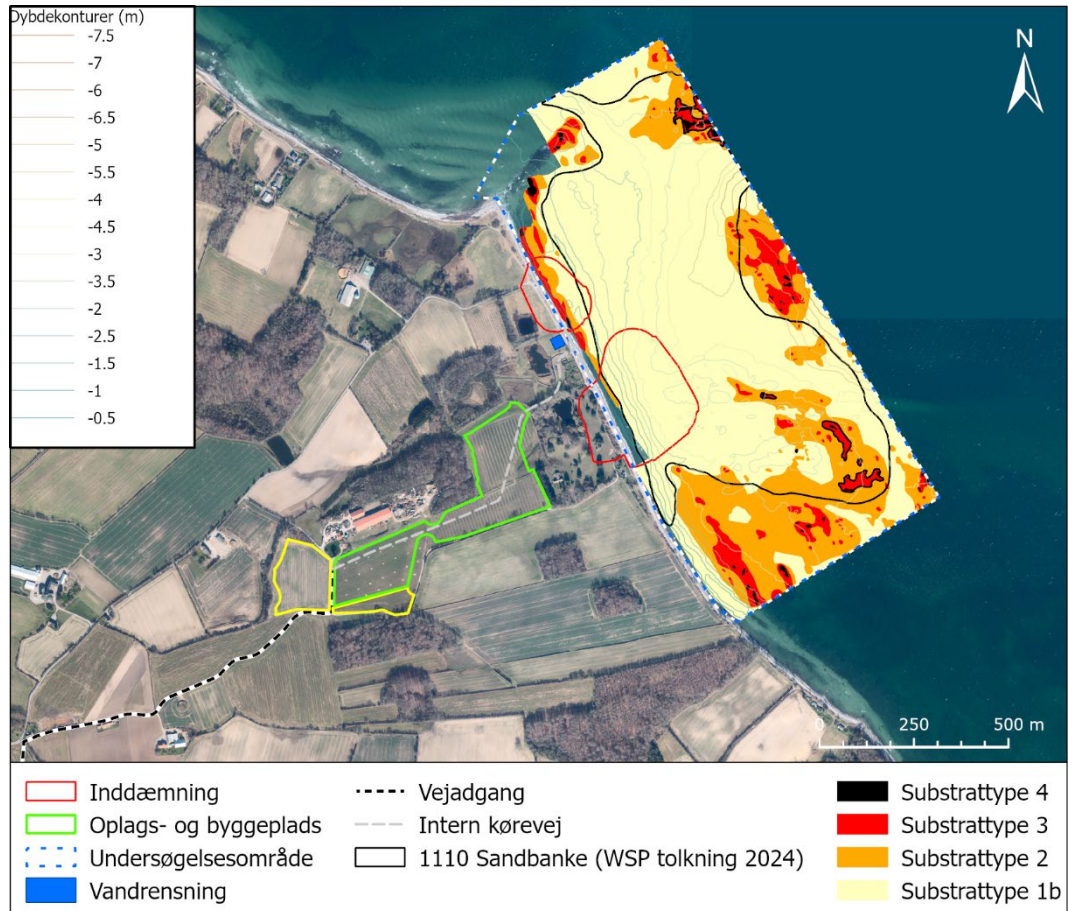 Dybdekonturer (m)
-7.5
-7
-6
-6.5
-5
-5.5
-4
-4.5
-3
-3.5
-2
-2.5
-1.5
-1
-0.5
N
0 250 500 m
Inddæmning
Oplags- og byggeplads
Undersøgelsesområde
Vandrensning
Vejadgang
Intern kørevej
1110 Sandbanke (WSP tolkning 2024)
Substrattype 4
Substrattype 3
Substrattype 2
Substrattype 1b